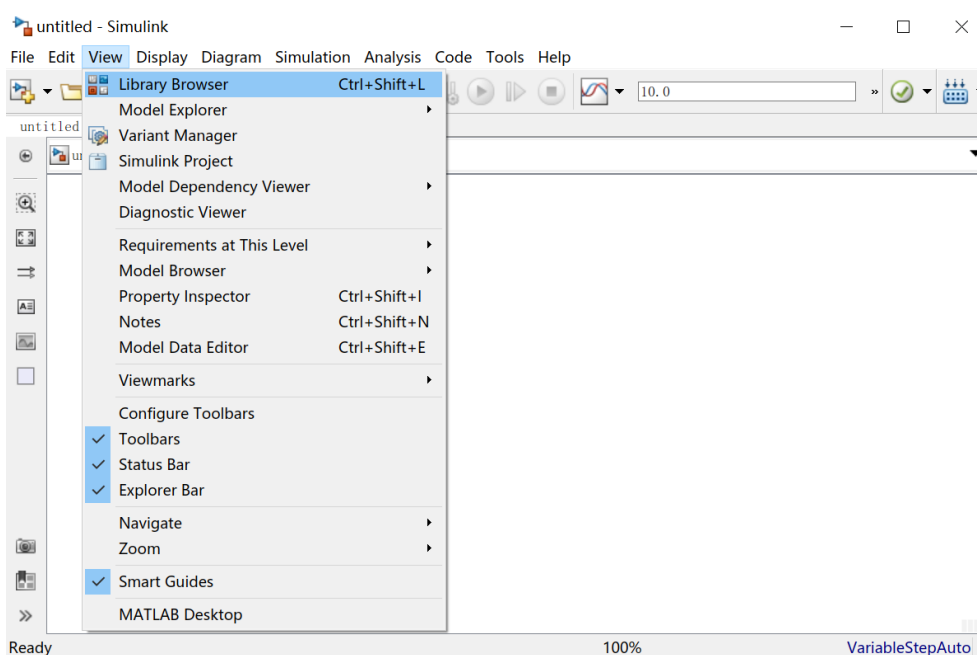 untitled - Simulink
File Edit View Display Diagram Simulation Analysis Code Tools Help
Library Browser Ctrl+Shift+L
10.0 »
Model Explorer
untitled
Variant Manager
Simulink Project
Model Dependency Viewer
Diagnostic Viewer
Requirements at This Level
Model Browser
Property Inspector Ctrl+Shift+I
Notes Ctrl+Shift+N
Model Data Editor Ctrl+Shift+E
Viewmarks
Configure Toolbars
Toolbars
Status Bar
Explorer Bar
Navigate
Zoom
Smart Guides
MATLAB Desktop
Ready 100% VariableStepAuto